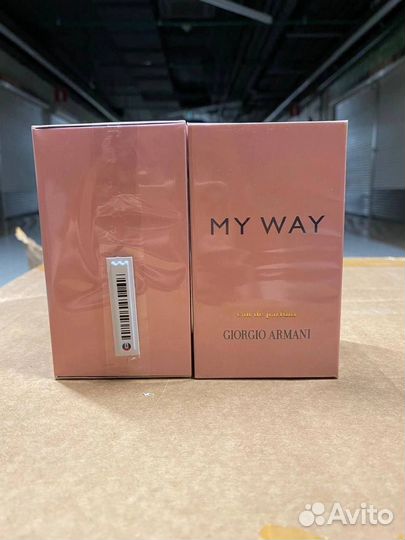 MY WAY
eau de parfum
GIORGIO ARMANI
Avito